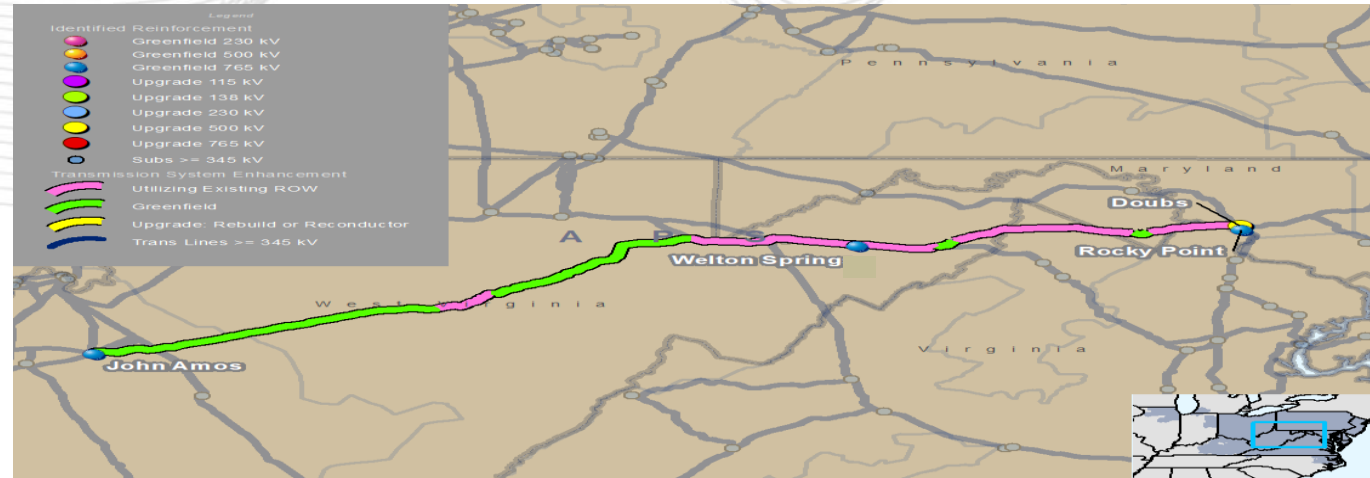 Legend
Identified Reinforcement
Greenfield 230 kV
Greenfield 500 kV
Greenfield 765 kV
Upgrade 115 kV
Upgrade 138 kV
Upgrade 230 kV
Upgrade 500 kV
Upgrade 765 kV
Subs >= 345 kV
Transmission System Enhancement
Utilizing Existing ROW
Greenfield
Upgrade: Rebuild or Reconductor
Trans Lines >= 345 kV
Pennsylvania
Maryland
Doubs
A P S
Rocky Point
Welton Spring
West Virginia
Virginia
John Amos